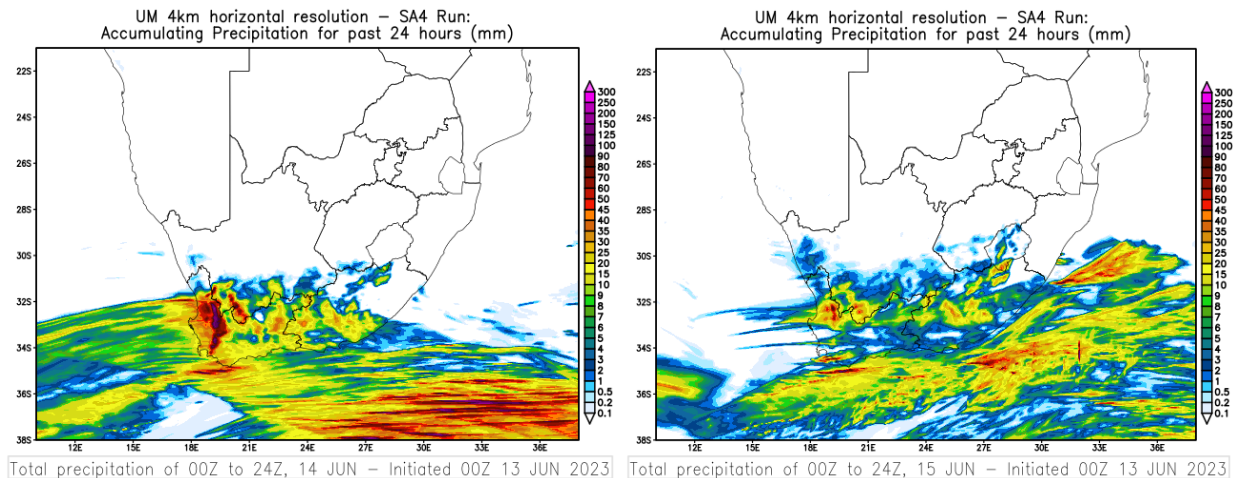 UM 4km horizontal resolution – SA4 Run:
Accumulating Precipitation for past 24 hours (mm)
22S
24S
26S
28S
30S
32S
34S
36S
38S
12E 15E 18E 21E 24E 27E 30E 33E 36E
300
250
200
150
125
100
90
80
70
60
50
45
40
35
30
25
20
15
10
9
8
7
6
5
4
3
2
1
0.5
0.2
0.1
Total precipitation of 00Z to 24Z, 14 JUN – Initiated 00Z 13 JUN 2023
UM 4km horizontal resolution – SA4 Run:
Accumulating Precipitation for past 24 hours (mm)
22S
24S
26S
28S
30S
32S
34S
36S
38S
12E 15E 18E 21E 24E 27E 30E 33E 36E
300
250
200
150
125
100
90
80
70
60
50
45
40
35
30
25
20
15
10
9
8
7
6
5
4
3
2
1
0.5
0.2
0.1
Total precipitation of 00Z to 24Z, 15 JUN – Initiated 00Z 13 JUN 2023